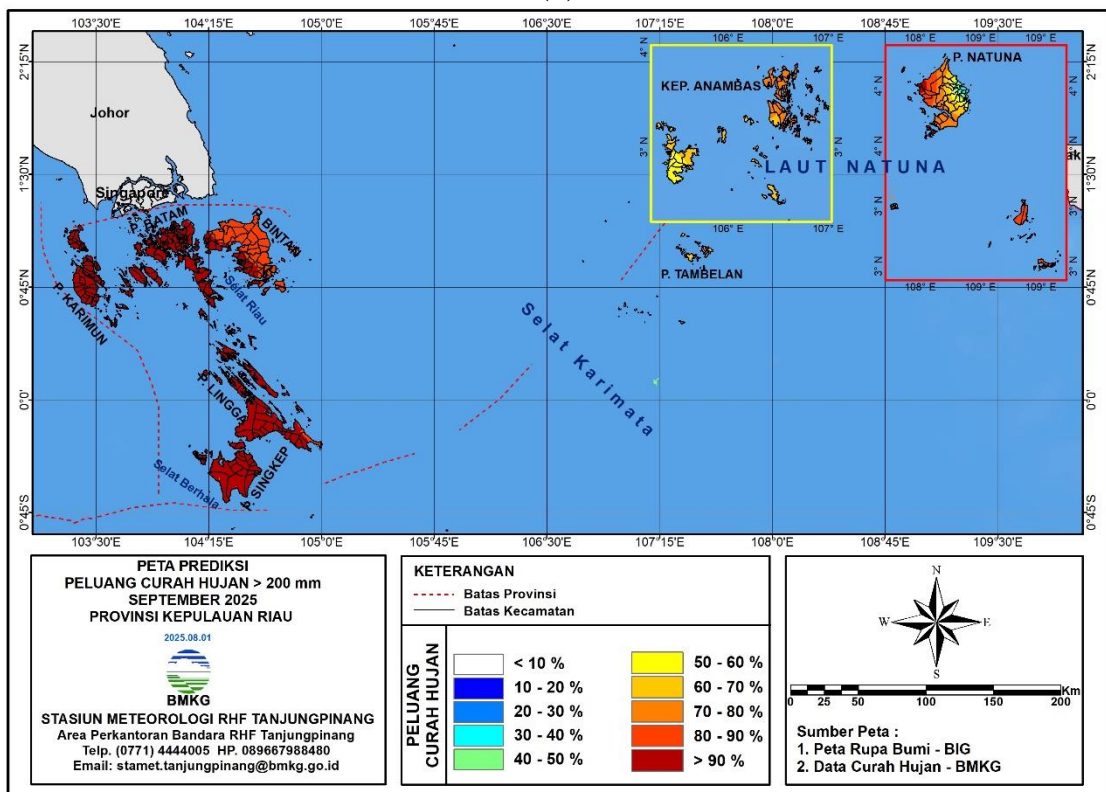 103°30'E 104°15'E 105°0'E 105°45'E 106°30'E 107°15'E 108°0'E 108°45'E 109°30'E
106° E 107° E
108° E 108° E 109° E 109° E
2°15'N
1°30'N
0°45'N
0°0'
0°45'S
4° N
3° N
3° N
4° N
4° N
3° N
3° N
4° N
4° N
3° N
3° N
106° E 107° E
108° E 108° E 109° E 109° E
2°15'N
1°30'N
0°45'N
0°0'
0°45'S
Johor
Singapore
P. BATAM
P. BINTAN
P. KARIMUN
Selat Riau
P. LINGGA
P. SINGKEP
Selat Berhala
Selat Karimata
KEP. ANAMBAS
P. NATUNA
LAUT NATUNA
ak
P. TAMBELAN
103°30'E 104°15'E 105°0'E 105°45'E 106°30'E 107°15'E 108°0'E 108°45'E 109°30'E
PETA PREDIKSI
PELUANG CURAH HUJAN > 200 mm
SEPTEMBER 2025
PROVINSI KEPULAUAN RIAU
2025.08.01
BMKG
STASIUN METEOROLOGI RHF TANJUNGPINANG
Area Perkantoran Bandara RHF Tanjungpinang
Telp. (0771) 4444005 HP. 089667988480
Email: stamet.tanjungpinang@bmkg.go.id
KETERANGAN
Batas Provinsi
Batas Kecamatan
PELUANG
CURAH HUJAN
< 10 %
10 - 20 %
20 - 30 %
30 - 40 %
40 - 50 %
50 - 60 %
60 - 70 %
70 - 80 %
80 - 90 %
> 90 %
N
W E
S
0 12.5 25 50 100 150 200 Km
Sumber Peta :
1. Peta Rupa Bumi - BIG
2. Data Curah Hujan - BMKG